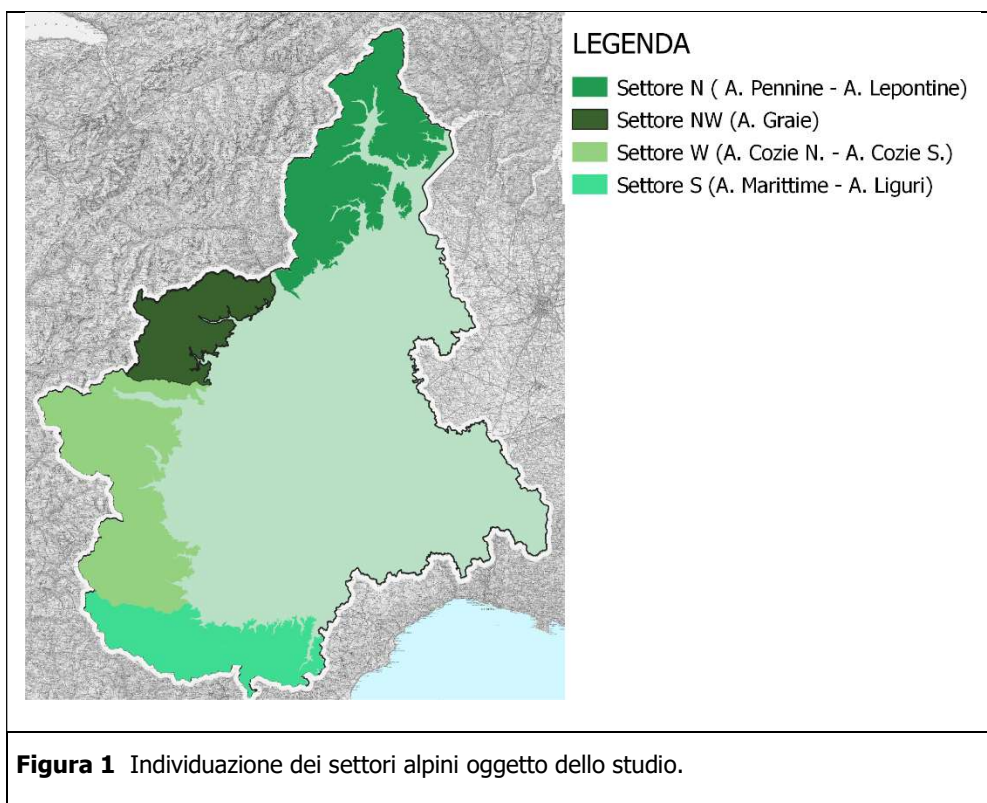 LEGENDA
Settore N ( A. Pennine - A. Lepontine)
Settore NW (A. Graie)
Settore W (A. Cozie N. - A. Cozie S.)
Settore S (A. Marittime - A. Liguri)
Figura 1 Individuazione dei settori alpini oggetto dello studio.